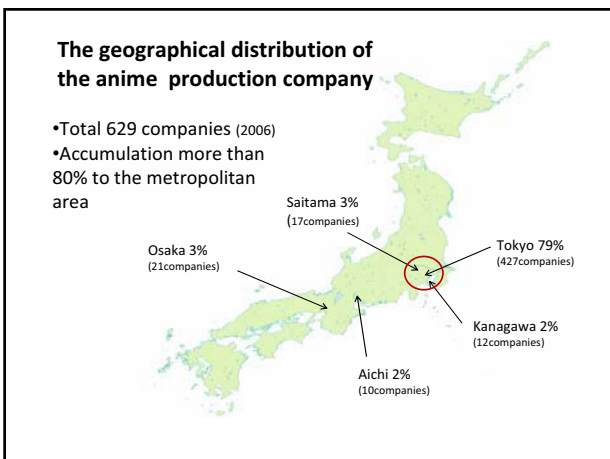 The geographical distribution of
the anime production company
•Total 629 companies (2006)
•Accumulation more than
80% to the metropolitan
area
Saitama 3%
(17companies)
Osaka 3%
(21companies)
Tokyo 79%
(427companies)
Kanagawa 2%
(12companies)
Aichi 2%
(10companies)